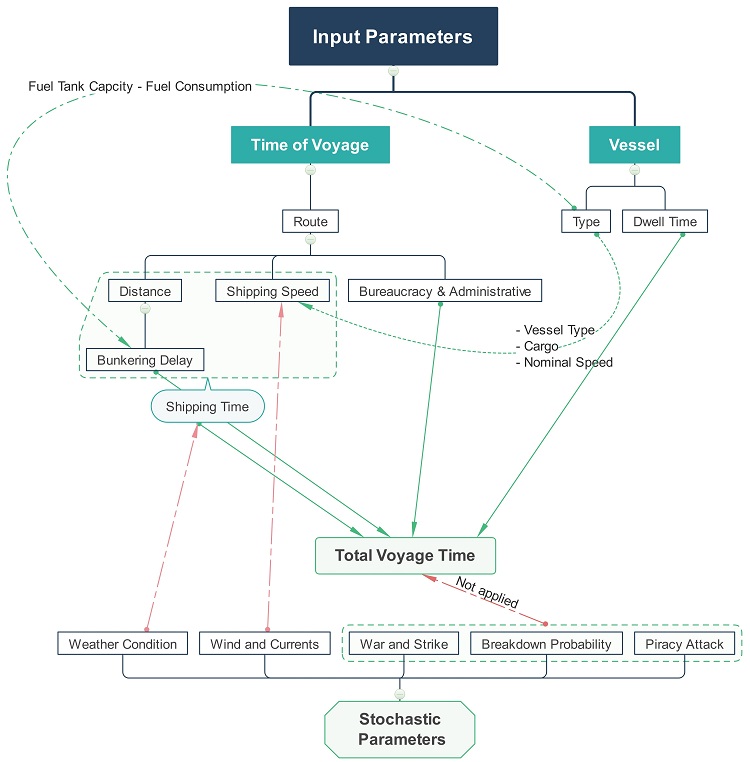 Input Parameters
Fuel Tank Capcity - Fuel Consumption
Time of Voyage
Vessel
Route
Type
Dwell Time
Distance
Shipping Speed
Bureaucracy & Administrative
- Vessel Type
- Cargo
- Nominal Speed
Bunkering Delay
Shipping Time
Total Voyage Time
Not applied
Weather Condition
Wind and Currents
War and Strike
Breakdown Probability
Piracy Attack
Stochastic
Parameters